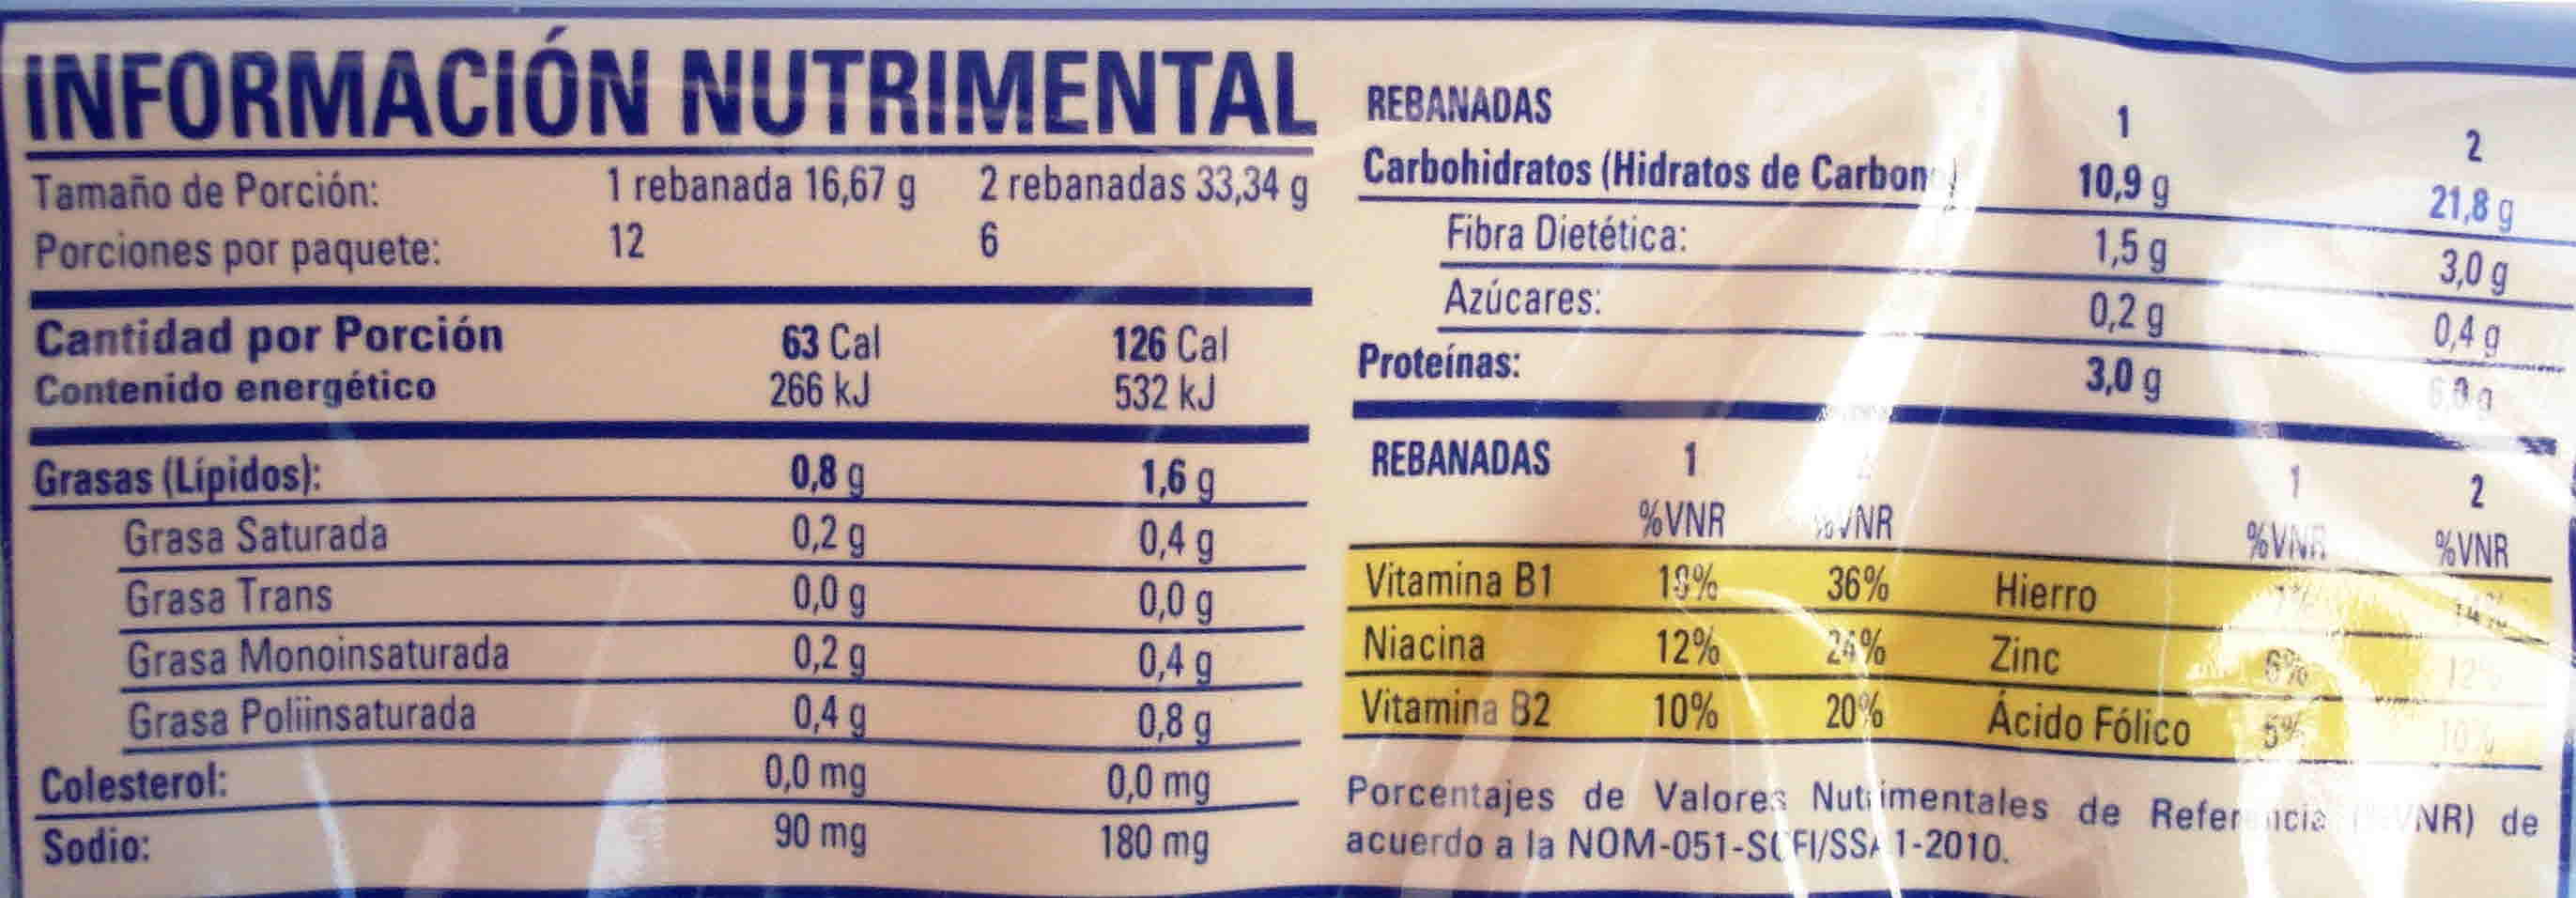 INFORMACIÓN NUTRIMENTAL
Tamaño de Porción: 1 rebanada 16,67 g 2 rebanadas 33,34 g
Porciones por paquete: 12 6
Cantidad por Porción 63 Cal 126 Cal
Contenido energético 266 kJ 532 kJ
Grasas (Lípidos): 0,8 g 1,6 g
Grasa Saturada 0,2 g 0,4 g
Grasa Trans 0,0 g 0,0 g
Grasa Monoinsaturada 0,2 g 0,4 g
Grasa Poliinsaturada 0,4 g 0,8 g
Colesterol: 0,0 mg 0,0 mg
Sodio: 90 mg 180 mg
REBANADAS 1 2
Carbohidratos (Hidratos de Carbono) 10,9 g 21,8 g
Fibra Dietética: 1,5 g 3,0 g
Azúcares: 0,2 g 0,4 g
Proteínas: 3,0 g 6,0 g
REBANADAS 1 1 2
%VNR %VNR %VNR %VNR
Vitamina B1 18% 36% Hierro
Niacina 12% 24% Zinc 6% 12%
Vitamina B2 10% 20% Ácido Fólico 5% 10%
Porcentajes de Valores Nutrimentales de Referencia (%VNR) de
acuerdo a la NOM-051-SCFI/SSA1-2010.